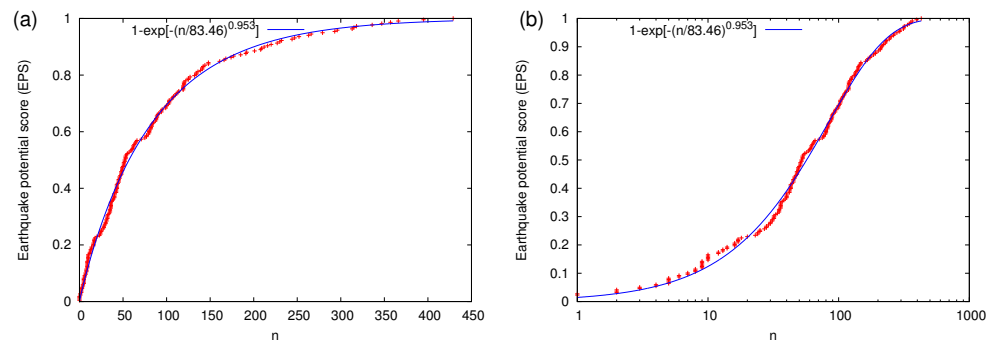 (a)
1-exp[-(n/83.46)^0.953]
Earthquake potential score (EPS)
1
0.8
0.6
0.4
0.2
0
0 50 100 150 200 250 300 350 400 450
n
(b)
1-exp[-(n/83.46)^0.953]
Earthquake potential score (EPS)
1
0.9
0.8
0.7
0.6
0.5
0.4
0.3
0.2
0.1
0
1 10 100 1000
n